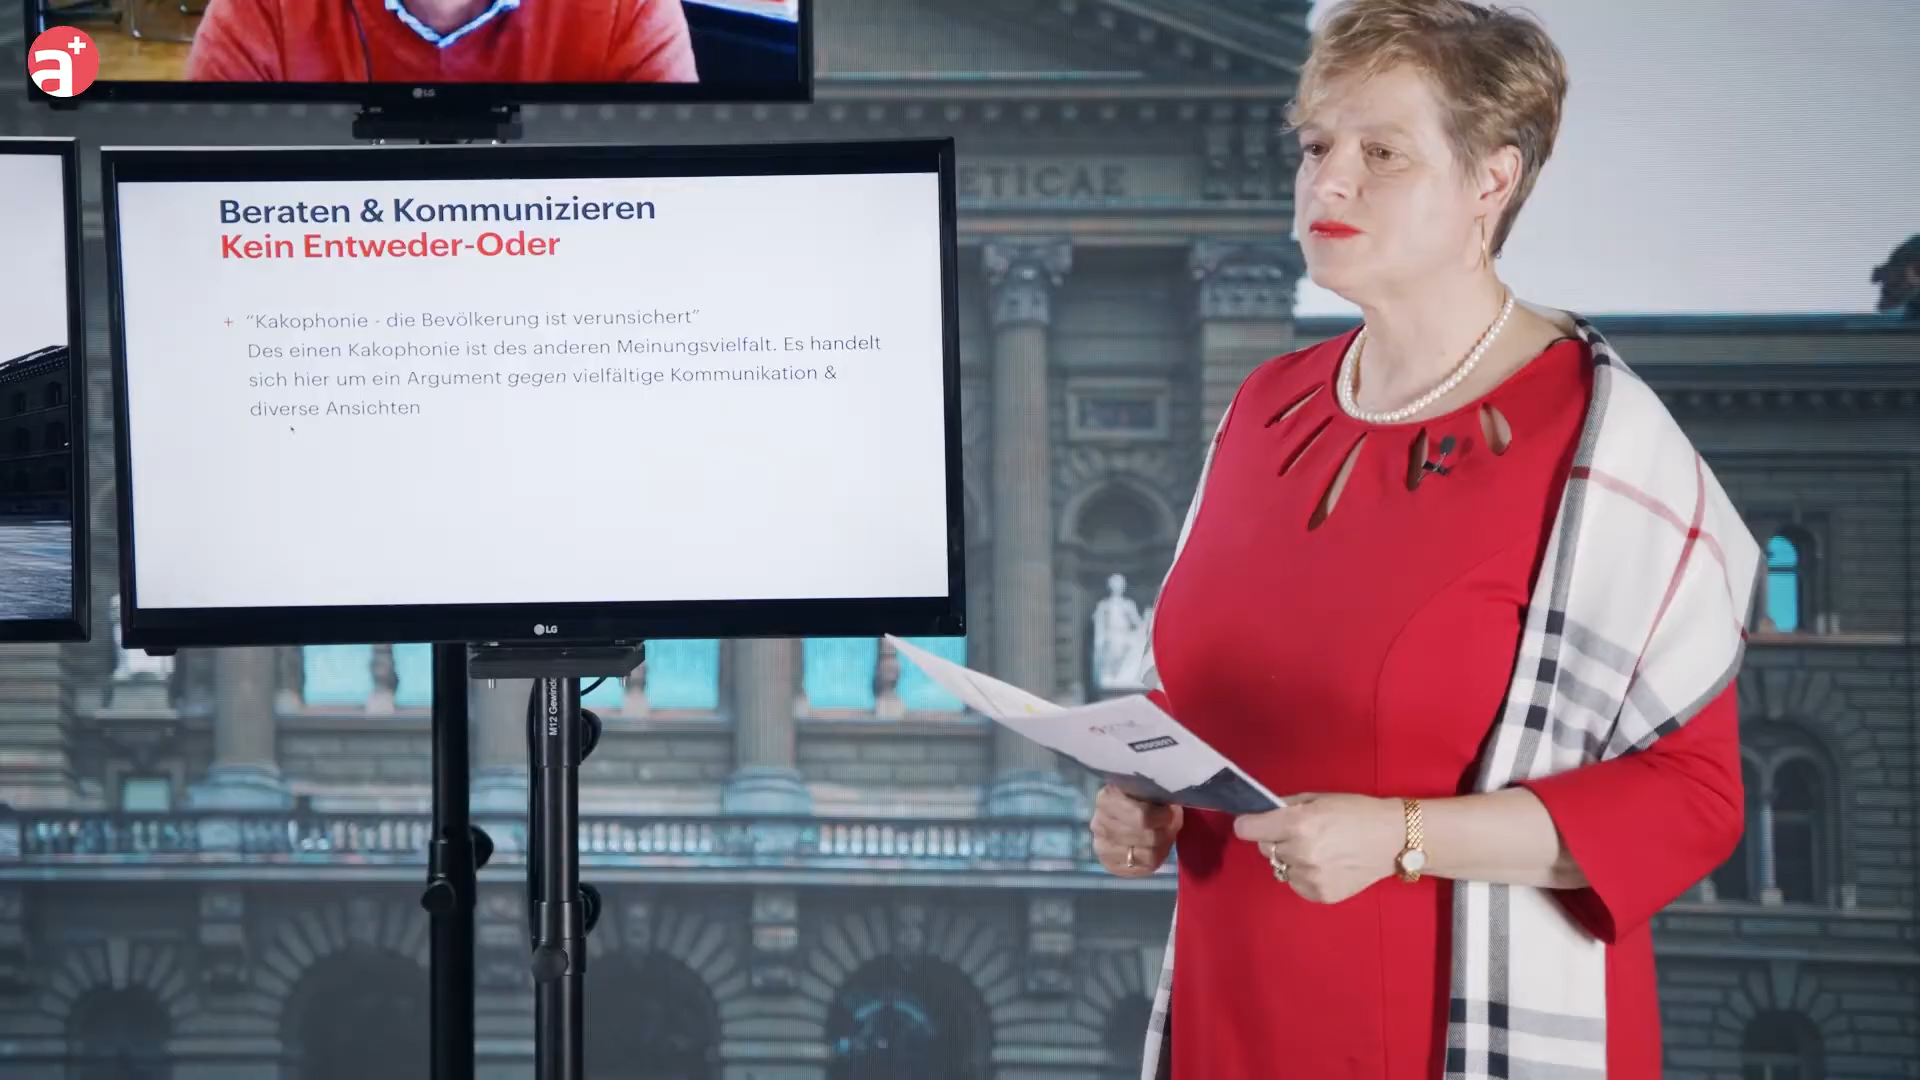 a+
LG
ETICAE
Beraten & Kommunizieren
Kein Entweder-Oder
+ "Kakophonie - die Bevölkerung ist verunsichert"
Des einen Kakophonie ist des anderen Meinungsvielfalt. Es handelt
sich hier um ein Argument gegen vielfältige Kommunikation &
diverse Ansichten
LG
M12 Gewinde